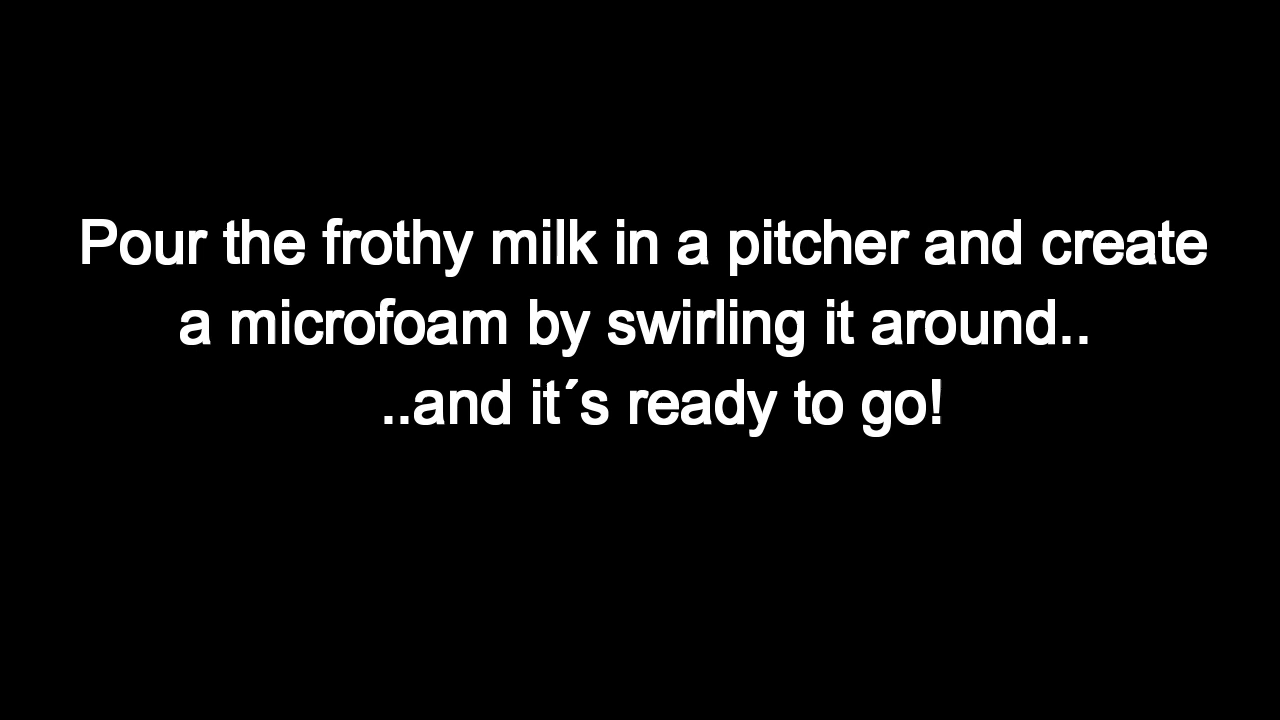 Pour the frothy milk in a pitcher and create
a microfoam by swirling it around..
..and it´s ready to go!